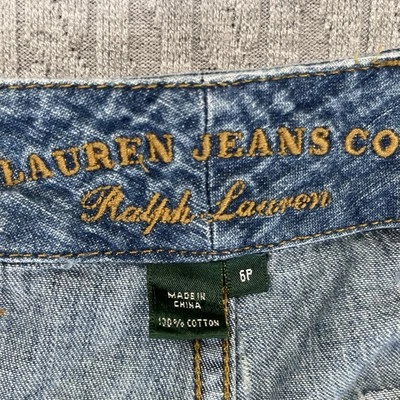 LAUREN JEANS CO
Ralph Lauren
6P
MADE IN
CHINA
100% COTTON